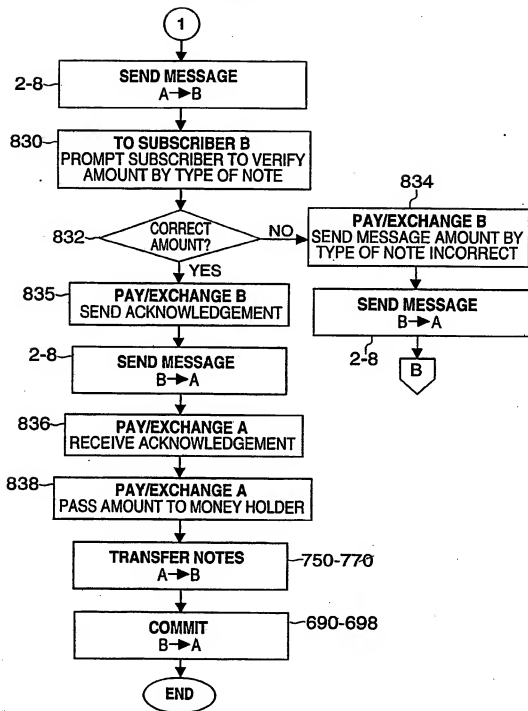 1
2-8
SEND MESSAGE
A→B
830
TO SUBSCRIBER B
PROMPT SUBSCRIBER TO VERIFY
AMOUNT BY TYPE OF NOTE
832
CORRECT
AMOUNT?
NO
YES
834
PAY/EXCHANGE B
SEND MESSAGE AMOUNT BY
TYPE OF NOTE INCORRECT
SEND MESSAGE
B→A
2-8
B
835
PAY/EXCHANGE B
SEND ACKNOWLEDGEMENT
2-8
SEND MESSAGE
B→A
836
PAY/EXCHANGE A
RECEIVE ACKNOWLEDGEMENT
838
PAY/EXCHANGE A
PASS AMOUNT TO MONEY HOLDER
TRANSFER NOTES
A→B
750-770
COMMIT
B→A
690-698
END